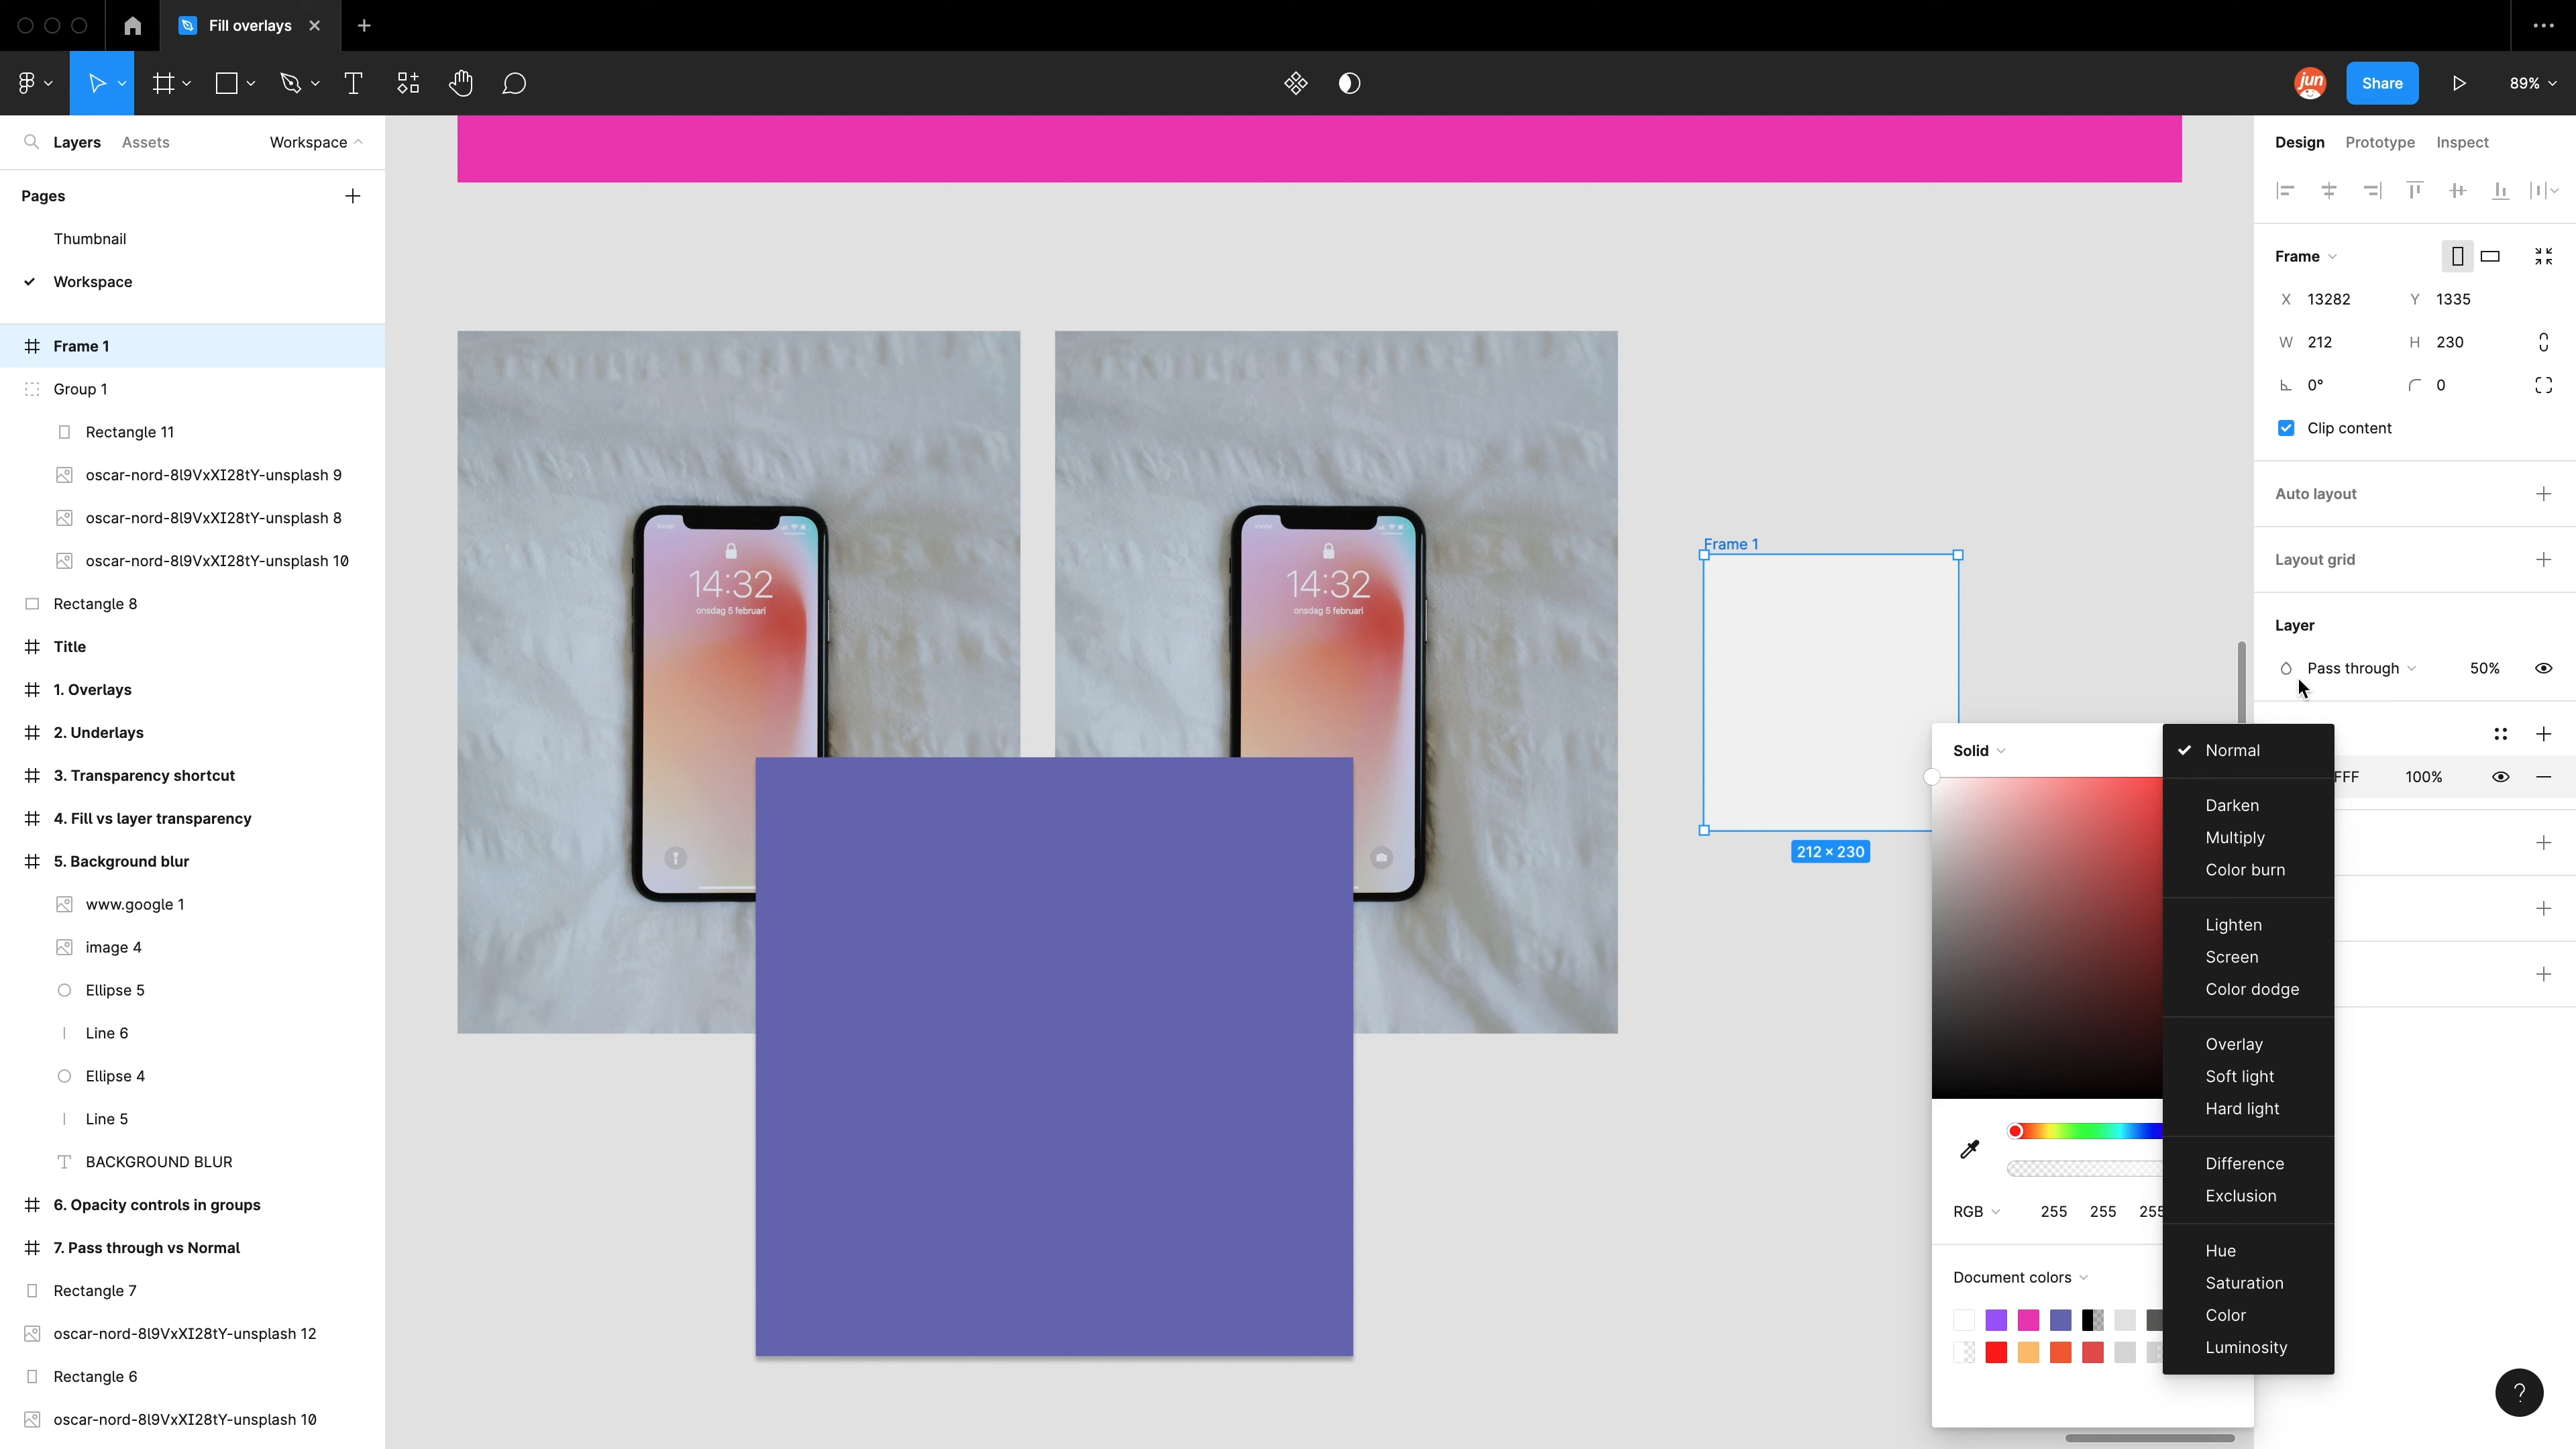 Fill overlays
jun
Share
89%
Layers
Assets
Workspace
Pages
Thumbnail
Workspace
Frame 1
Group 1
Rectangle 11
oscar-nord-8l9VxXI28tY-unsplash 9
oscar-nord-8l9VxXI28tY-unsplash 8
oscar-nord-8l9VxXI28tY-unsplash 10
Rectangle 8
Title
1. Overlays
2. Underlays
3. Transparency shortcut
4. Fill vs layer transparency
5. Background blur
www.google 1
image 4
Ellipse 5
Line 6
Ellipse 4
Line 5
BACKGROUND BLUR
6. Opacity controls in groups
7. Pass through vs Normal
Rectangle 7
oscar-nord-8l9VxXI28tY-unsplash 12
Rectangle 6
oscar-nord-8l9VxXI28tY-unsplash 10
14:32
onsdag 5 februari
14:32
onsdag 5 februari
Frame 1
212 × 230
Design
Prototype
Inspect
Frame
X 13282 Y 1335
W 212 H 230
0° 0
Clip content
Auto layout
Layout grid
Layer
Pass through 50%
FFF 100%
Solid
RGB 255 255 255
Document colors
Normal
Darken
Multiply
Color burn
Lighten
Screen
Color dodge
Overlay
Soft light
Hard light
Difference
Exclusion
Hue
Saturation
Color
Luminosity
?